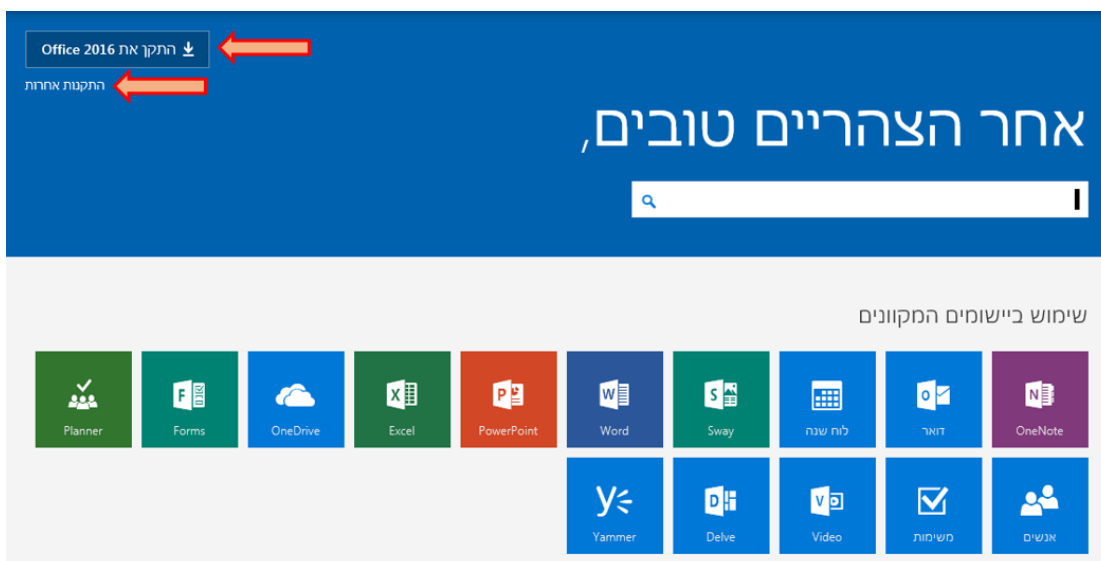 התקן את Office 2016
התקנות אחרות
אחר הצהריים טובים,
שימוש ביישומים המקוונים
OneNote
דואר
לוח שנה
Sway
Word
PowerPoint
Excel
OneDrive
Forms
Planner
אנשים
משימות
Video
Delve
Yammer